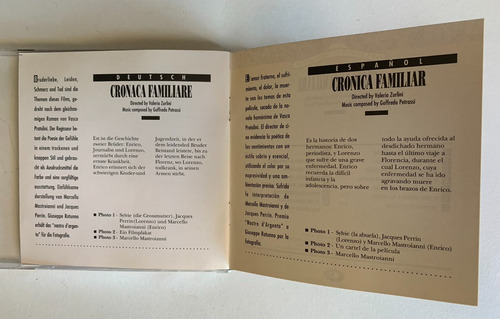 Bruderliebe, Leiden,
Schmerz und Tod sind die
Themen dieses Films, ge-
dreht nach dem gleichna-
migen Roman von Vasco
Pratolini. Der Regisseur be-
tont die Poesie der Gefühle
in einem trockenen und
knappen Stil und gebrau-
cht als Ausdrucksmittel die
Farbe und eine sorgfältige
Ausstattung. Einfühlsame
Darstellung von Marcello
Mastroianni und Jacques
Perrin. Giuseppe Rotunno
erhält das "nastro d'argen-
to" für die Fotografie.
DEUTSCH
CRONACA FAMILIARE
Directed by Valerio Zurlini
Music composed by Goffredo Petrassi
Est ist die Geschichte
zweier Brüder: Enrico,
Journalist und Lorenzo,
vermicht durch eine
ernste Krankheit.
Enrico erinnert sich der
schwierigen Kinder-und
Jugendzeit, in der er
dem leidenden Bruder
Beistand leistete, bis zu
der letzten Reise nach
Florenz, wo Lorenzo,
todkrank, in seinen
Armen stirbt.
■ Photo 1 - Sylvie (die Grossmutter), Jacques
Perrin (Lorenzo) und Marcello
Mastroianni (Enrico)
■ Photo 2 - Ein Filmplakat
■ Photo 3 - Marcello Mastroianni
El amor fraterno, el sufri-
miento, el dolor, la muer-
te son los temas de esta
película, sacada de la no-
vela homónima de Vasco
Pratolini. El director de ci-
ne evidencia la poética de
los sentimientos con un
estilo sobrio y esencial,
utilizando el color por su
expresividad y una am-
bientación precisa. Sufrida
la interpretación de
Marcello Mastroianni y de
Jacques Perrin. Premio
"Nastro d'Argento" a
Giuseppe Rotunno por la
fotografía.
ESPAÑOL
CRÓNICA FAMILIAR
Directed by Valerio Zurlini
Music composed by Goffredo Petrassi
Es la historia de dos
hermanos: Enrico,
periodista, y Lorenzo
que sufre de una grave
enfermedad. Enrico
recuerda la difícil
infancia y la
adolescencia, pero sobre
todo la ayuda ofrecida al
desdichado hermano
hasta el último viaje a
Florencia, durante el
cual Lorenzo, cuya
enfermedad se ha ido
agravando muere
en los brazos de Enrico.
■ Photo 1 - Sylvie (la abuela), Jacques Perrin
(Lorenzo) y Marcello Mastroianni (Enrico)
■ Photo 2 - Un cartel de la película
■ Photo 3 - Marcello Mastroianni